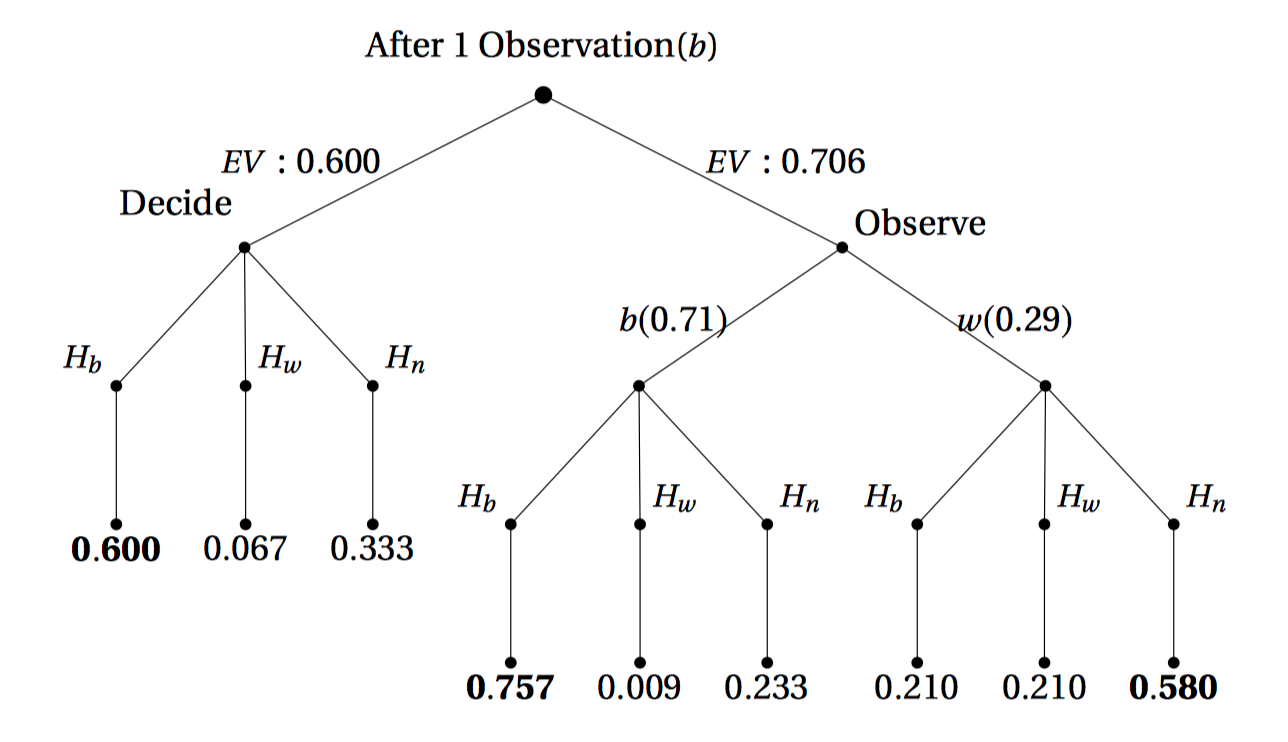 After 1 Observation(b)
EV : 0.600 EV : 0.706
Decide Observe
b(0.71) w(0.29)
H_b H_w H_n
H_b H_w H_n H_b H_w H_n
0.600 0.067 0.333
0.757 0.009 0.233 0.210 0.210 0.580